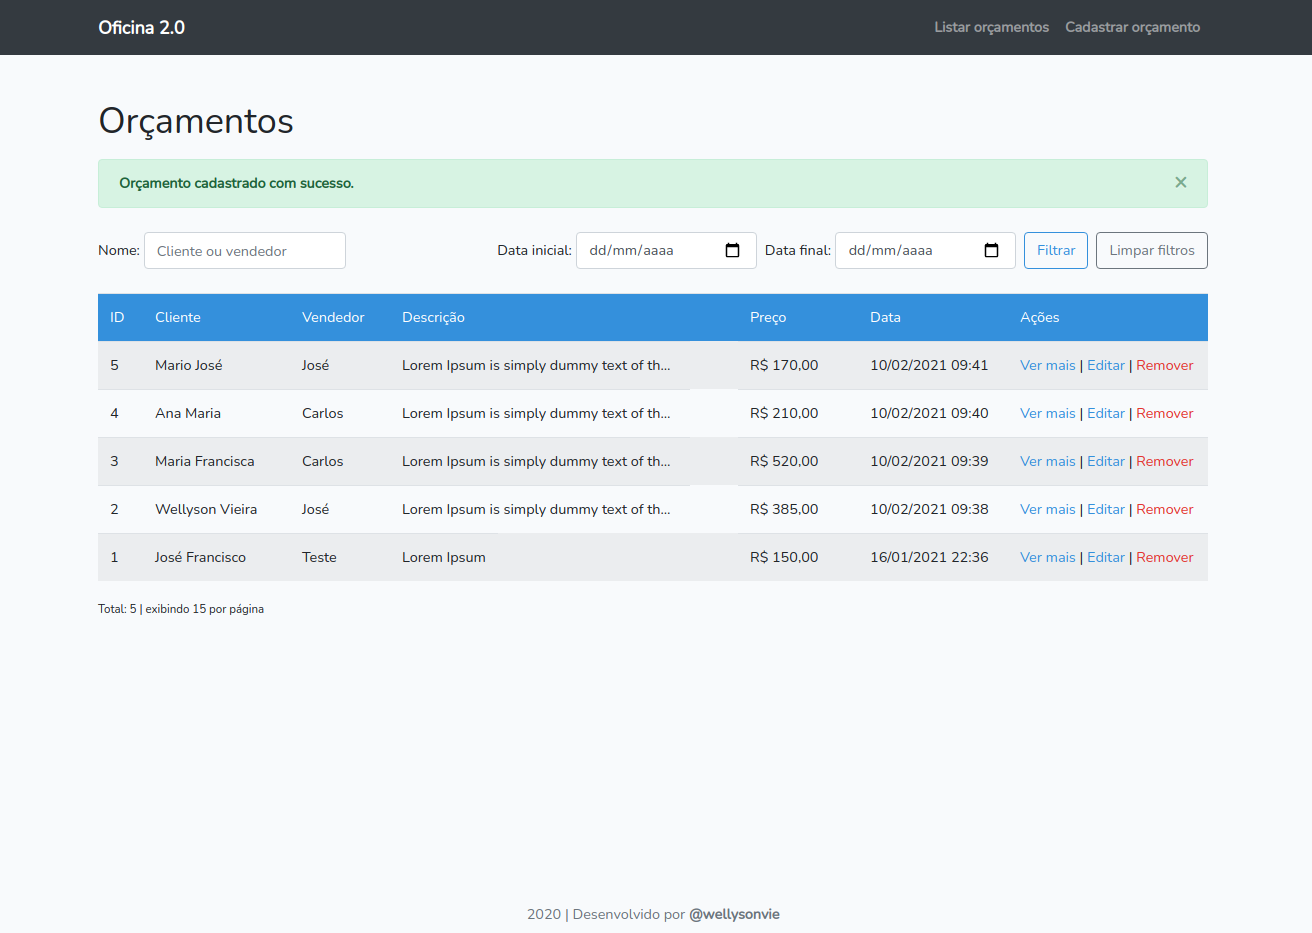 Oficina 2.0 Listar orçamentos Cadastrar orçamento
Orçamentos
Orçamento cadastrado com sucesso. ×
Nome: Cliente ou vendedor Data inicial: dd/mm/aaaa Data final: dd/mm/aaaa Filtrar Limpar filtros
ID Cliente Vendedor Descrição Preço Data Ações
5 Mario José José Lorem Ipsum is simply dummy text of th... R$ 170,00 10/02/2021 09:41 Ver mais | Editar | Remover
4 Ana Maria Carlos Lorem Ipsum is simply dummy text of th... R$ 210,00 10/02/2021 09:40 Ver mais | Editar | Remover
3 Maria Francisca Carlos Lorem Ipsum is simply dummy text of th... R$ 520,00 10/02/2021 09:39 Ver mais | Editar | Remover
2 Wellyson Vieira José Lorem Ipsum is simply dummy text of th... R$ 385,00 10/02/2021 09:38 Ver mais | Editar | Remover
1 José Francisco Teste Lorem Ipsum R$ 150,00 16/01/2021 22:36 Ver mais | Editar | Remover
Total: 5 | exibindo 15 por página
2020 | Desenvolvido por @wellysonvie